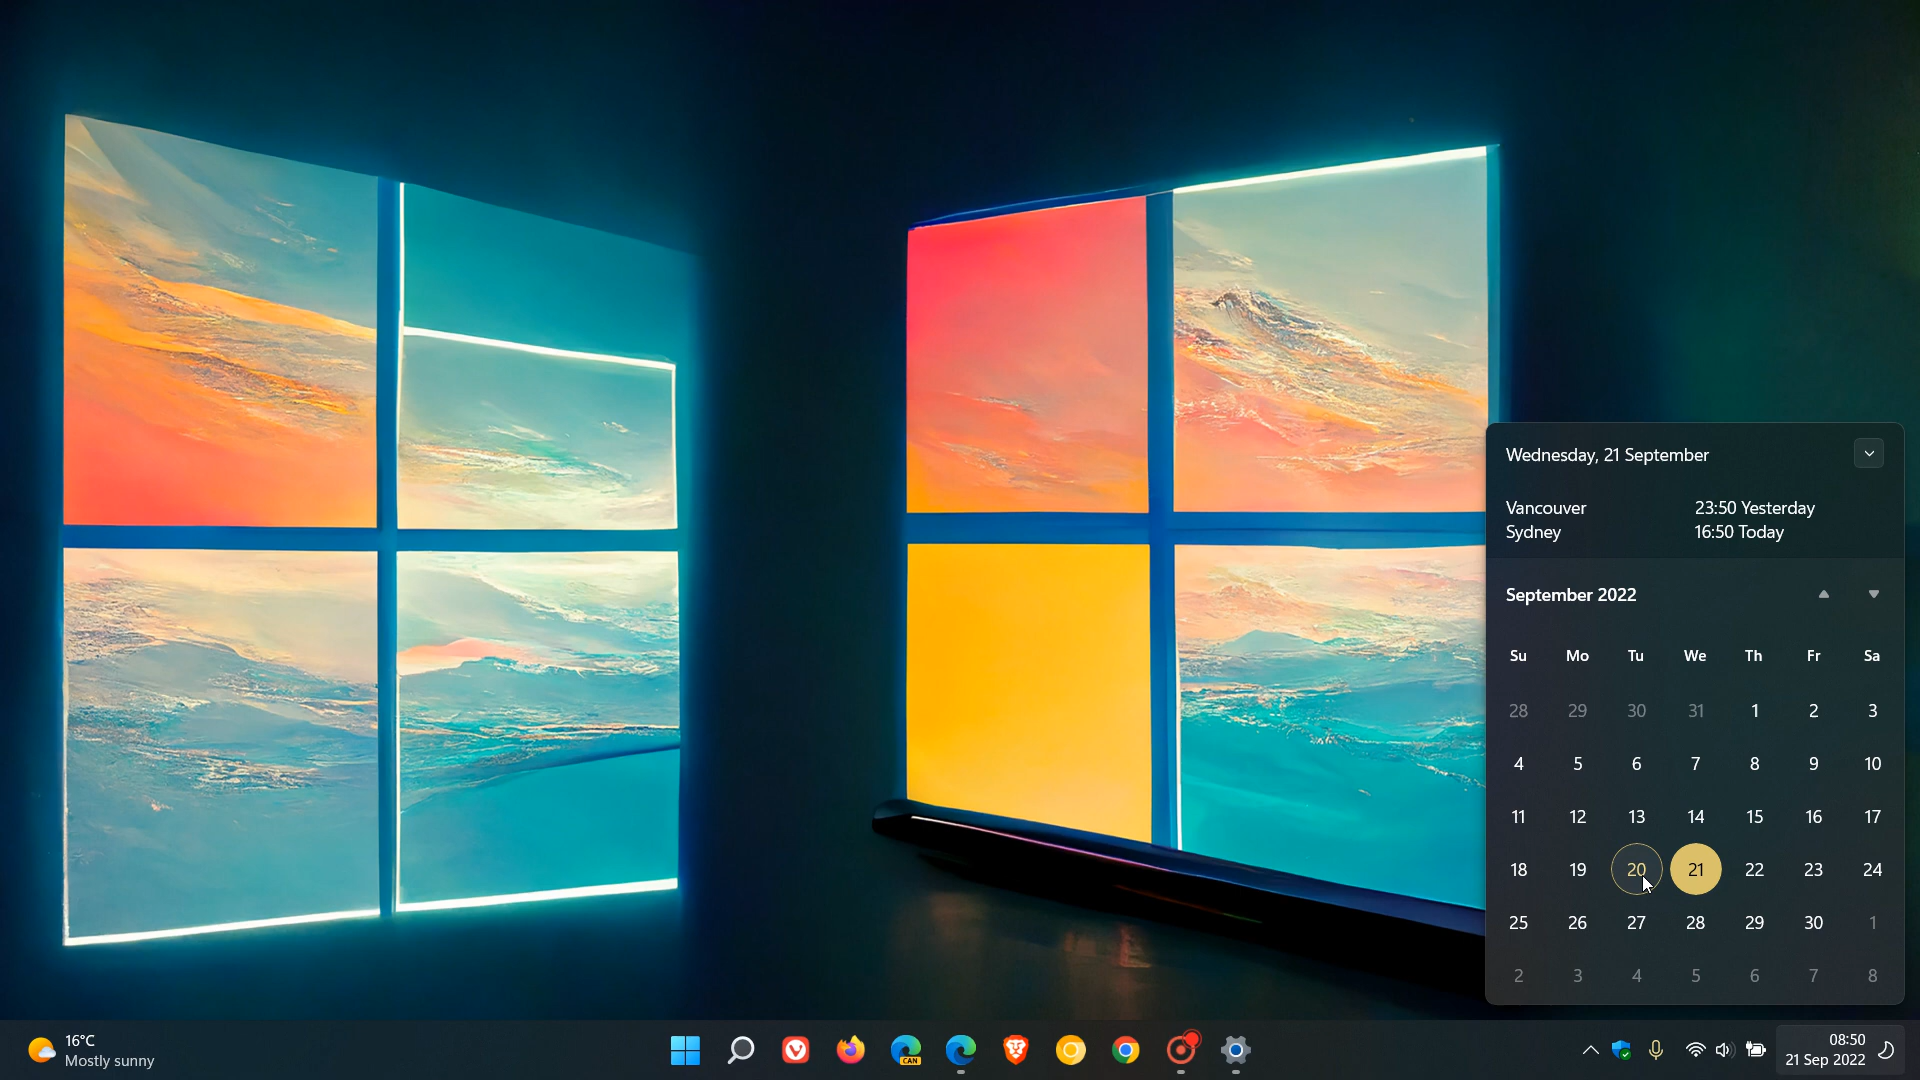 Wednesday, 21 September
Vancouver 23:50 Yesterday
Sydney 16:50 Today
September 2022
Su Mo Tu We Th Fr Sa
28 29 30 31 1 2 3
4 5 6 7 8 9 10
11 12 13 14 15 16 17
18 19 20 21 22 23 24
25 26 27 28 29 30 1
2 3 4 5 6 7 8
16°C
Mostly sunny
CAN
08:50
21 Sep 2022